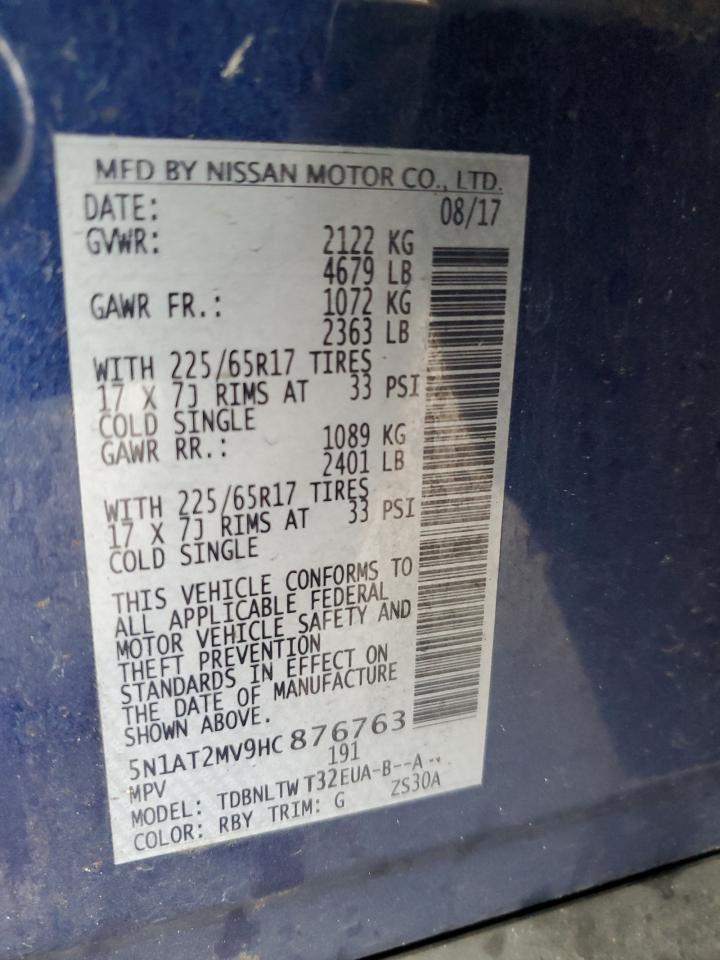 MFD BY NISSAN MOTOR CO., LTD.
DATE: 08/17
GVWR: 2122 KG
4679 LB
GAWR FR.: 1072 KG
2363 LB
WITH 225/65R17 TIRES
17 X 7J RIMS AT 33 PSI
COLD SINGLE
GAWR RR.: 1089 KG
2401 LB
WITH 225/65R17 TIRES
17 X 7J RIMS AT 33 PSI
COLD SINGLE
THIS VEHICLE CONFORMS TO
ALL APPLICABLE FEDERAL
MOTOR VEHICLE SAFETY AND
THEFT PREVENTION
STANDARDS IN EFFECT ON
THE DATE OF MANUFACTURE
SHOWN ABOVE.
5N1AT2MV9HC876763
MPV 191
MODEL: TDBNLTW T32EUA-B--A--
COLOR: RBY TRIM: G ZS30A